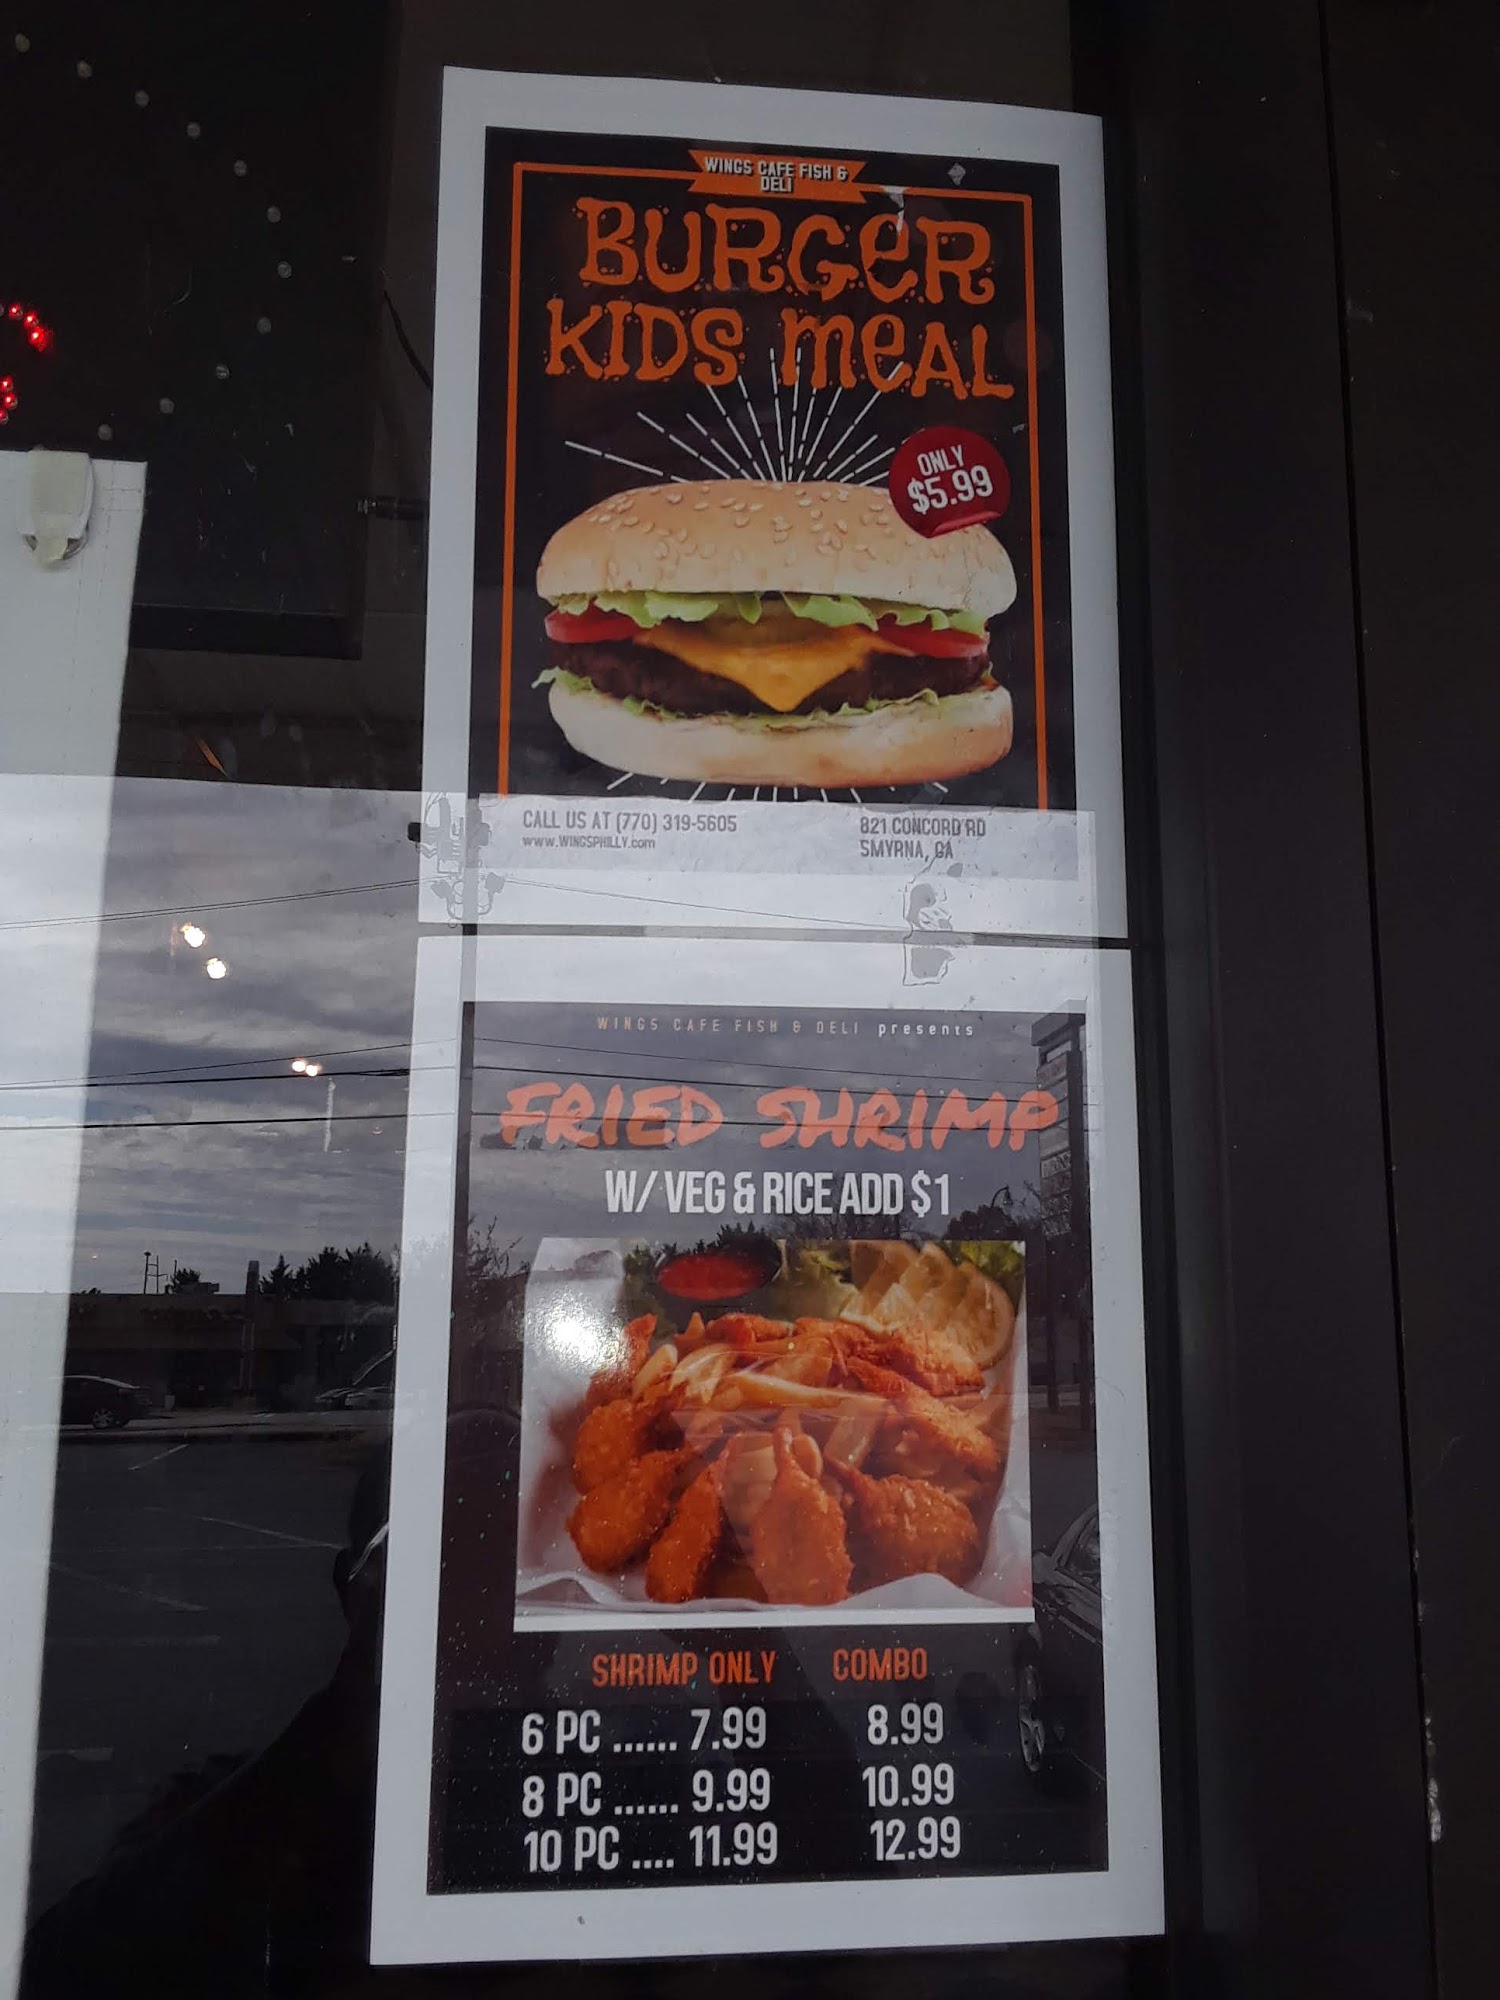 WINGS CAFE FISH &
DELI
BURGER
KIDS MEAL
ONLY
$5.99
CALL US AT (770) 319-5605
www.WINGSPHILLY.com
821 CONCORD RD
SMYRNA, GA
WINGS CAFE FISH & DELI presents
FRIED SHRIMP
W/ VEG & RICE ADD $1
SHRIMP ONLY COMBO
6 PC ...... 7.99 8.99
8 PC ...... 9.99 10.99
10 PC .... 11.99 12.99